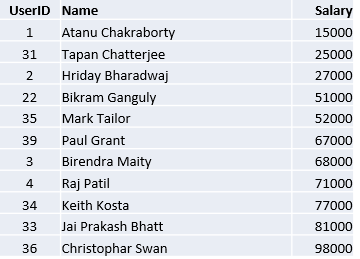 UserID Name Salary
1 Atanu Chakraborty 15000
31 Tapan Chatterjee 25000
2 Hriday Bharadwaj 27000
22 Bikram Ganguly 51000
35 Mark Tailor 52000
39 Paul Grant 67000
3 Birendra Maity 68000
4 Raj Patil 71000
34 Keith Kosta 77000
33 Jai Prakash Bhatt 81000
36 Christophar Swan 98000